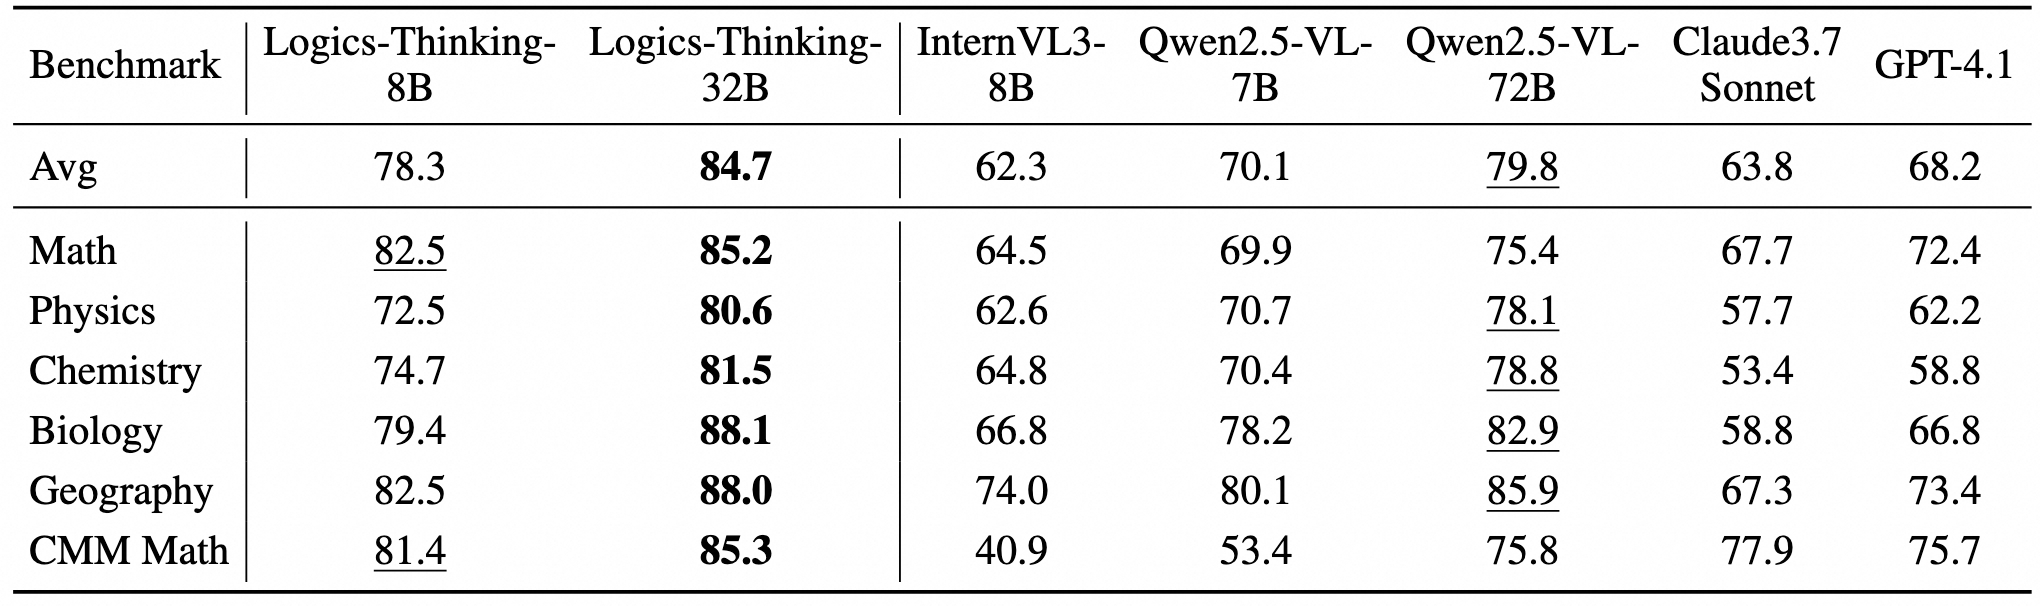 Benchmark Logics-Thinking-8B Logics-Thinking-32B InternVL3-8B Qwen2.5-VL-7B Qwen2.5-VL-72B Claude3.7 Sonnet GPT-4.1
Avg 78.3 84.7 62.3 70.1 79.8 63.8 68.2
Math 82.5 85.2 64.5 69.9 75.4 67.7 72.4
Physics 72.5 80.6 62.6 70.7 78.1 57.7 62.2
Chemistry 74.7 81.5 64.8 70.4 78.8 53.4 58.8
Biology 79.4 88.1 66.8 78.2 82.9 58.8 66.8
Geography 82.5 88.0 74.0 80.1 85.9 67.3 73.4
CMM Math 81.4 85.3 40.9 53.4 75.8 77.9 75.7